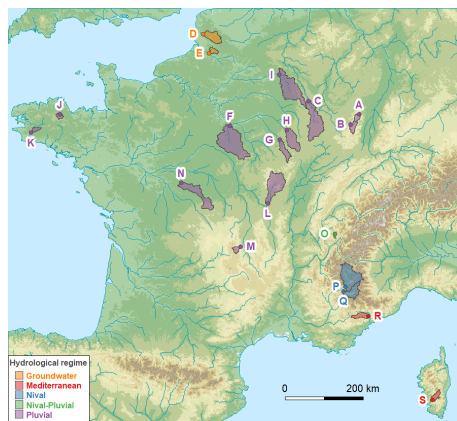 D
E
I
C
A
J
F
H
B
K
G
N
L
O
M
P
Q
R
S
Hydrological regime
Groundwater
Mediterranean
Nival
Nival-Pluvial
Pluvial
0 200 km